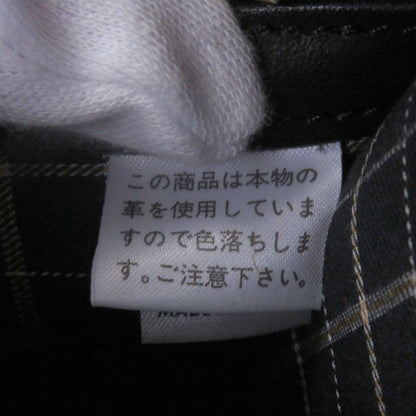 この商品は本物の
革を使用していま
すので色落ちしま
す。ご注意下さい。
MADE